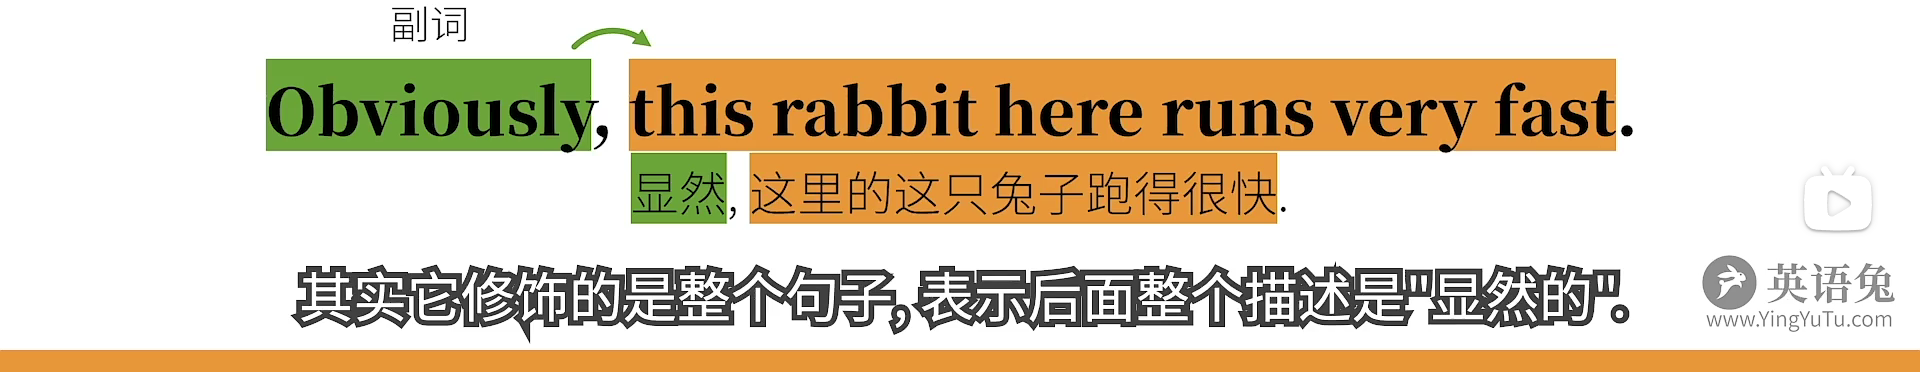 副词
Obviously, this rabbit here runs very fast.
显然, 这里的这只兔子跑得很快.
其实它修饰的是整个句子, 表示后面整个描述是"显然的"。
英语兔
www.YingYuTu.com